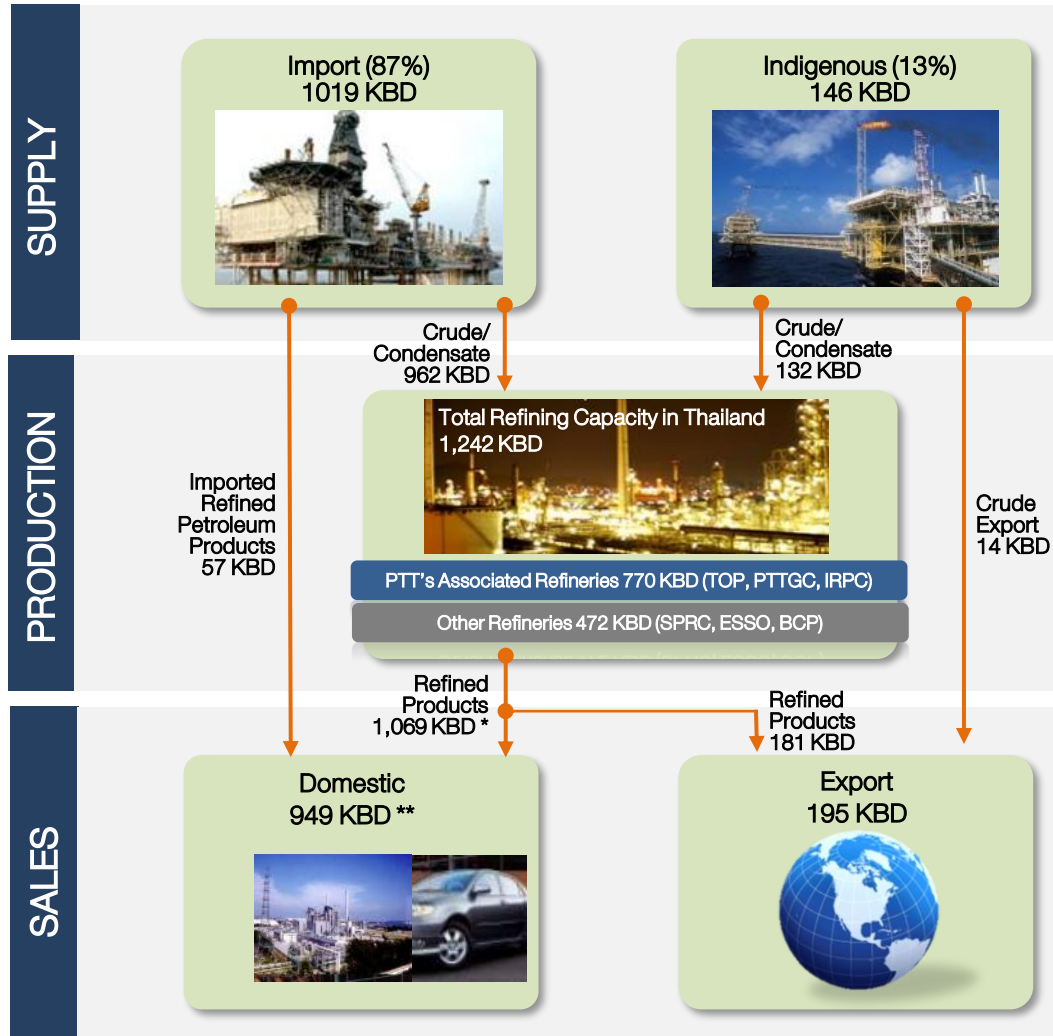 SUPPLY
Import (87%)
1019 KBD
Indigenous (13%)
146 KBD
Crude/
Condensate
962 KBD
Crude/
Condensate
132 KBD
PRODUCTION
Total Refining Capacity in Thailand
1,242 KBD
Imported
Refined
Petroleum
Products
57 KBD
Crude
Export
14 KBD
PTT's Associated Refineries 770 KBD (TOP, PTTGC, IRPC)
Other Refineries 472 KBD (SPRC, ESSO, BCP)
Refined
Products
1,069 KBD *
Refined
Products
181 KBD
SALES
Domestic
949 KBD **
Export
195 KBD